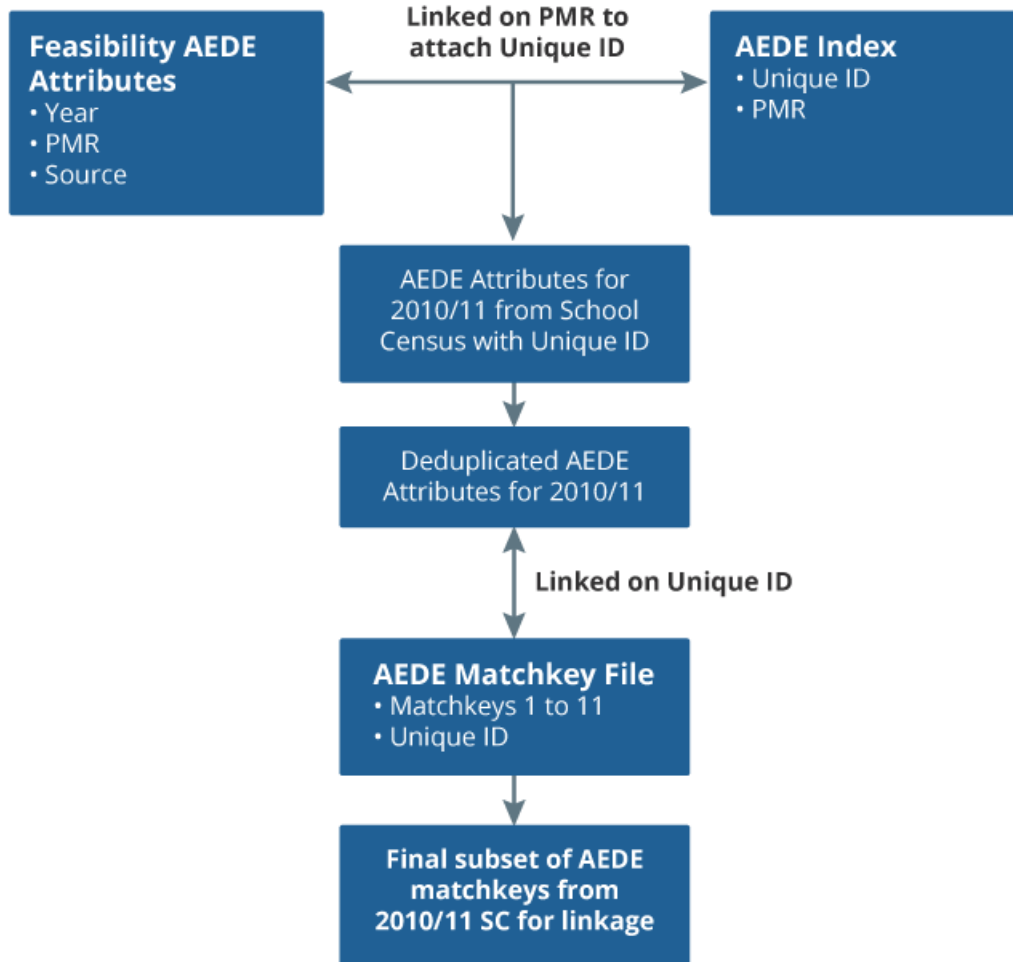 Linked on PMR to
attach Unique ID
Feasibility AEDE
Attributes
• Year
• PMR
• Source
AEDE Index
• Unique ID
• PMR
AEDE Attributes for
2010/11 from School
Census with Unique ID
Deduplicated AEDE
Attributes for 2010/11
Linked on Unique ID
AEDE Matchkey File
• Matchkeys 1 to 11
• Unique ID
Final subset of AEDE
matchkeys from
2010/11 SC for linkage